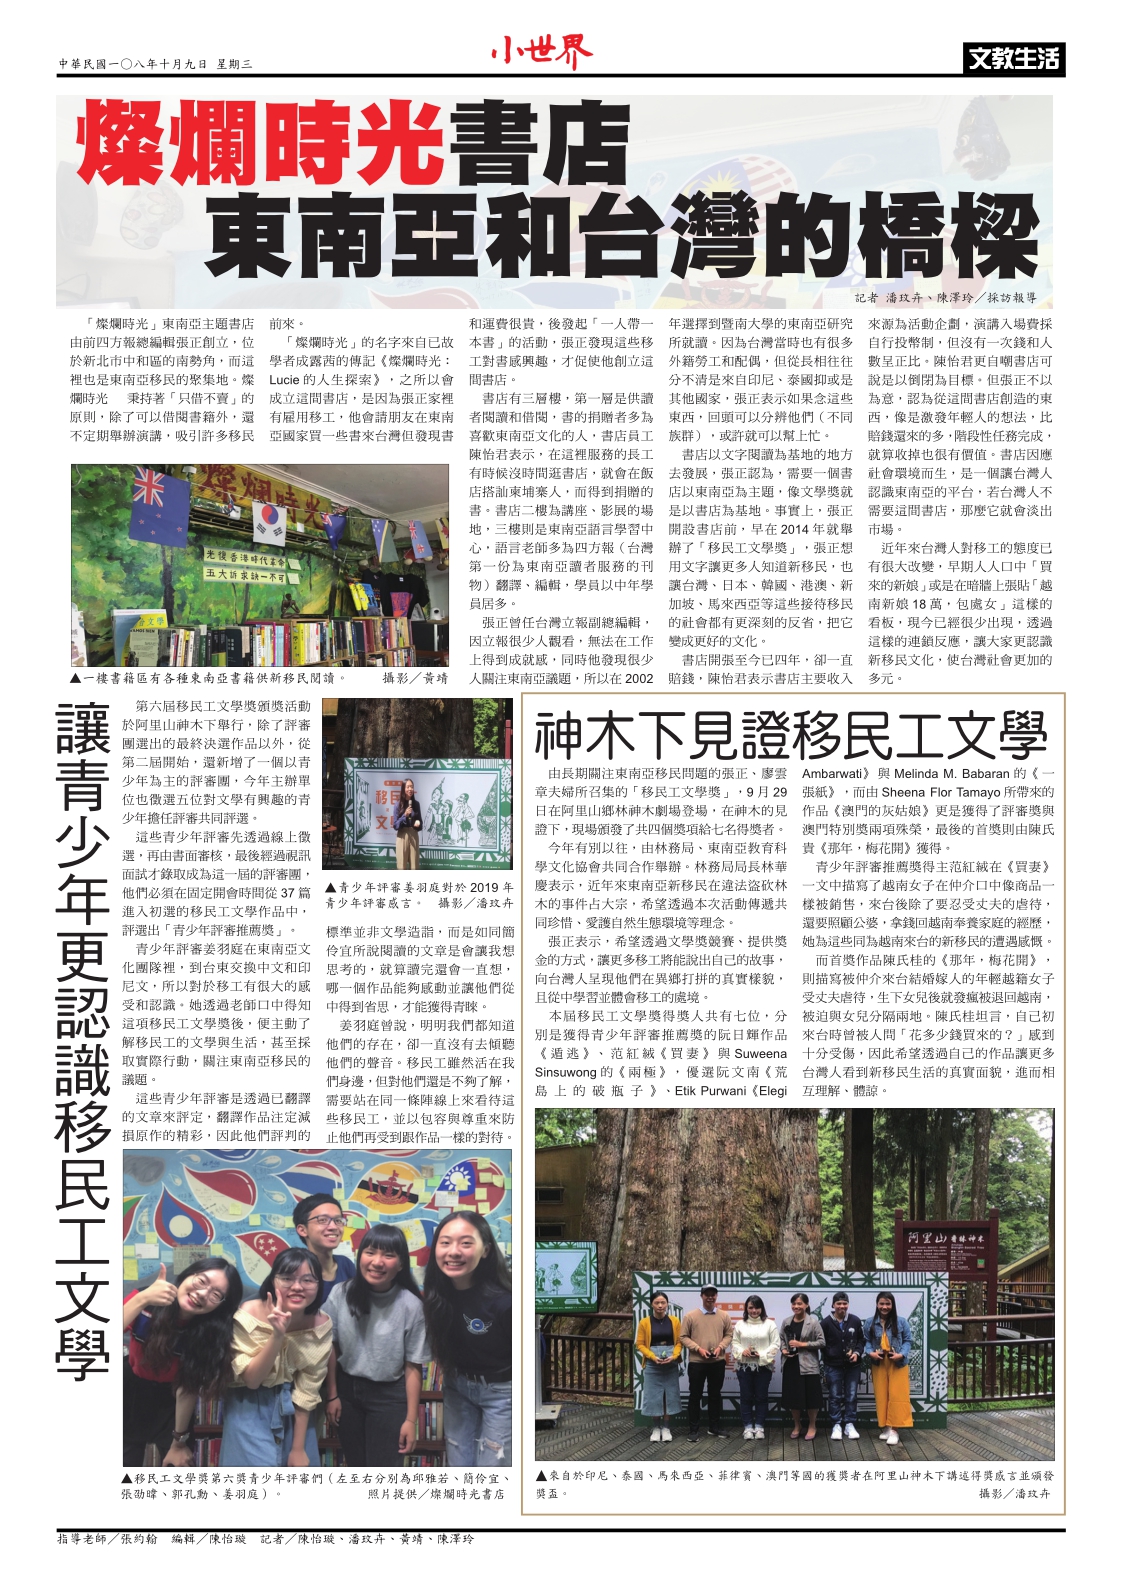 中華民國一〇八年十月九日 星期三
小世界
文教生活
燦爛時光書店
東南亞和台灣的橋樑
記者 潘玟卉、陳澤玲／採訪報導
「燦爛時光」東南亞主題書店
由前四方報總編輯張正創立，位
於新北市中和區的南勢角，而這
裡也是東南亞移民的聚集地。燦
爛時光 秉持著「只借不賣」的
原則，除了可以借閱書籍外，還
不定期舉辦演講，吸引許多移民
前來。
「燦爛時光」的名字來自已故
學者成露茜的傳記《燦爛時光：
Lucie 的人生探索》，之所以會
成立這間書店，是因為張正家裡
有雇用移工，他會請朋友在東南
亞國家買一些書來台灣但發現書
和運費很貴，後發起「一人帶一
本書」的活動，張正發現這些移
工對書感興趣，才促使他創立這
間書店。
書店有三層樓，第一層是供讀
者閱讀和借閱，書的捐贈者多為
喜歡東南亞文化的人，書店員工
陳怡君表示，在這裡服務的長工
有時候沒時間逛書店，就會在飯
店搭訕柬埔寨人，而得到捐贈的
書。書店二樓為講座、影展的場
地，三樓則是東南亞語言學習中
心，語言老師多為四方報（台灣
第一份為東南亞讀者服務的刊
物）翻譯、編輯，學員以中年學
員居多。
張正曾任台灣立報副總編輯，
因立報很少人觀看，無法在工作
上得到成就感，同時他發現很少
人關注東南亞議題，所以在 2002
年選擇到暨南大學的東南亞研究
所就讀。因為台灣當時也有很多
外籍勞工和配偶，但從長相往往
分不清是來自印尼、泰國抑或是
其他國家，張正表示如果念這些
東西，回頭可以分辨他們（不同
族群），或許就可以幫上忙。
書店以文字閱讀為基地的地方
去發展，張正認為，需要一個書
店以東南亞為主題，像文學獎就
是以書店為基地。事實上，張正
開設書店前，早在 2014 年就舉
辦了「移民工文學獎」，張正想
用文字讓更多人知道新移民，也
讓台灣、日本、韓國、港澳、新
加坡、馬來西亞等這些接待移民
的社會都有更深刻的反省，把它
變成更好的文化。
書店開張至今已四年，卻一直
賠錢，陳怡君表示書店主要收入
來源為活動企劃，演講入場費採
自行投幣制，但沒有一次錢和人
數呈正比。陳怡君更自嘲書店可
說是以倒閉為目標。但張正不以
為意，認為從這間書店創造的東
西，像是激發年輕人的想法，比
賠錢還來的多，階段性任務完成，
就算收掉也很有價值。書店因應
社會環境而生，是一個讓台灣人
認識東南亞的平台，若台灣人不
需要這間書店，那麼它就會淡出
市場。
近年來台灣人對移工的態度已
有很大改變，早期人人口中「買
來的新娘」或是在暗牆上張貼「越
南新娘 18 萬，包處女」這樣的
看板，現今已經很少出現，透過
這樣的連鎖反應，讓大家更認識
新移民文化，使台灣社會更加的
多元。
燦爛時光
光復香港時代革命
五大訴求缺一不可
▲一樓書籍區有各種東南亞書籍供新移民閱讀。 攝影／黃靖
讓青少年更認識移民工文學
第六屆移民工文學獎頒獎活動
於阿里山神木下舉行，除了評審
團選出的最終決選作品以外，從
第二屆開始，還新增了一個以青
少年為主的評審團，今年主辦單
位也徵選五位對文學有興趣的青
少年擔任評審共同評選。
這些青少年評審先透過線上徵
選，再由書面審核，最後經過視訊
面試才錄取成為這一屆的評審團，
他們必須在固定開會時間從 37 篇
進入初選的移民工文學作品中，
評選出「青少年評審推薦獎」。
青少年評審姜羽庭在東南亞文
化團隊裡，到台東交換中文和印
尼文，所以對於移工有很大的感
受和認識。她透過老師口中得知
這項移民工文學獎後，便主動了
解移民工的文學與生活，甚至採
取實際行動，關注東南亞移民的
議題。
這些青少年評審是透過已翻譯
的文章來評定，翻譯作品注定減
損原作的精彩，因此他們評判的
▲青少年評審姜羽庭對於 2019 年
青少年評審感言。 攝影／潘玟卉
標準並非文學造詣，而是如同簡
伶宜所說閱讀的文章是會讓我想
思考的，就算讀完還會一直想，
哪一個作品能夠感動並讓他們從
中得到省思，才能獲得青睞。
姜羽庭曾說，明明我們都知道
他們的存在，卻一直沒有去傾聽
他們的聲音。移民工雖然活在我
們身邊，但對他們還是不夠了解，
需要站在同一條陣線上來看待這
些移民工，並以包容與尊重來防
止他們再受到跟作品一樣的對待。
▲移民工文學獎第六獎青少年評審們（左至右分別為邱雅若、簡伶宜、
張劭暐、郭孔勳、姜羽庭）。 照片提供／燦爛時光書店
神木下見證移民工文學
由長期關注東南亞移民問題的張正、廖雲
章夫婦所召集的「移民工文學獎」，9 月 29
日在阿里山鄉林神木劇場登場，在神木的見
證下，現場頒發了共四個獎項給七名得獎者。
今年有別以往，由林務局、東南亞教育科
學文化協會共同合作舉辦。林務局局長林華
慶表示，近年來東南亞新移民在違法盜砍林
木的事件占大宗，希望透過本次活動傳遞共
同珍惜、愛護自然生態環境等理念。
張正表示，希望透過文學獎競賽、提供獎
金的方式，讓更多移工將能說出自己的故事，
向台灣人呈現他們在異鄉打拼的真實樣貌，
且從中學習並體會移工的處境。
本屆移民工文學獎得獎人共有七位，分
別是獲得青少年評審推薦獎的阮日輝作品
《遁逃》、范紅絨《買妻》與 Suweena
Sinsuwong 的《兩極》，優選阮文南《荒
島上的破瓶子》、Etik Purwani《Elegi
Ambarwati》 與 Melinda M. Babaran 的《 一
張紙》，而由 Sheena Flor Tamayo 所帶來的
作品《澳門的灰姑娘》更是獲得了評審獎與
澳門特別獎兩項殊榮，最後的首獎則由陳氏
貴《那年，梅花開》獲得。
青少年評審推薦獎得主范紅絨在《買妻》
一文中描寫了越南女子在仲介口中像商品一
樣被銷售，來台後除了要忍受丈夫的虐待，
還要照顧公婆，拿錢回越南奉養家庭的經歷，
她為這些同為越南來台的新移民的遭遇感慨。
而首獎作品陳氏桂的《那年，梅花開》，
則描寫被仲介來台結婚嫁人的年輕越籍女子
受丈夫虐待，生下女兒後就發瘋被退回越南，
被迫與女兒分隔兩地。陳氏桂坦言，自己初
來台時曾被人問「花多少錢買來的？」感到
十分受傷，因此希望透過自己的作品讓更多
台灣人看到新移民生活的真實面貌，進而相
互理解、體諒。
阿里山
▲來自於印尼、泰國、馬來西亞、菲律賓、澳門等國的獲獎者在阿里山神木下講述得獎感言並頒發
獎盃。 攝影／潘玟卉
指導老師／張約翰 編輯／陳怡璇 記者／陳怡璇、潘玟卉、黃靖、陳澤玲